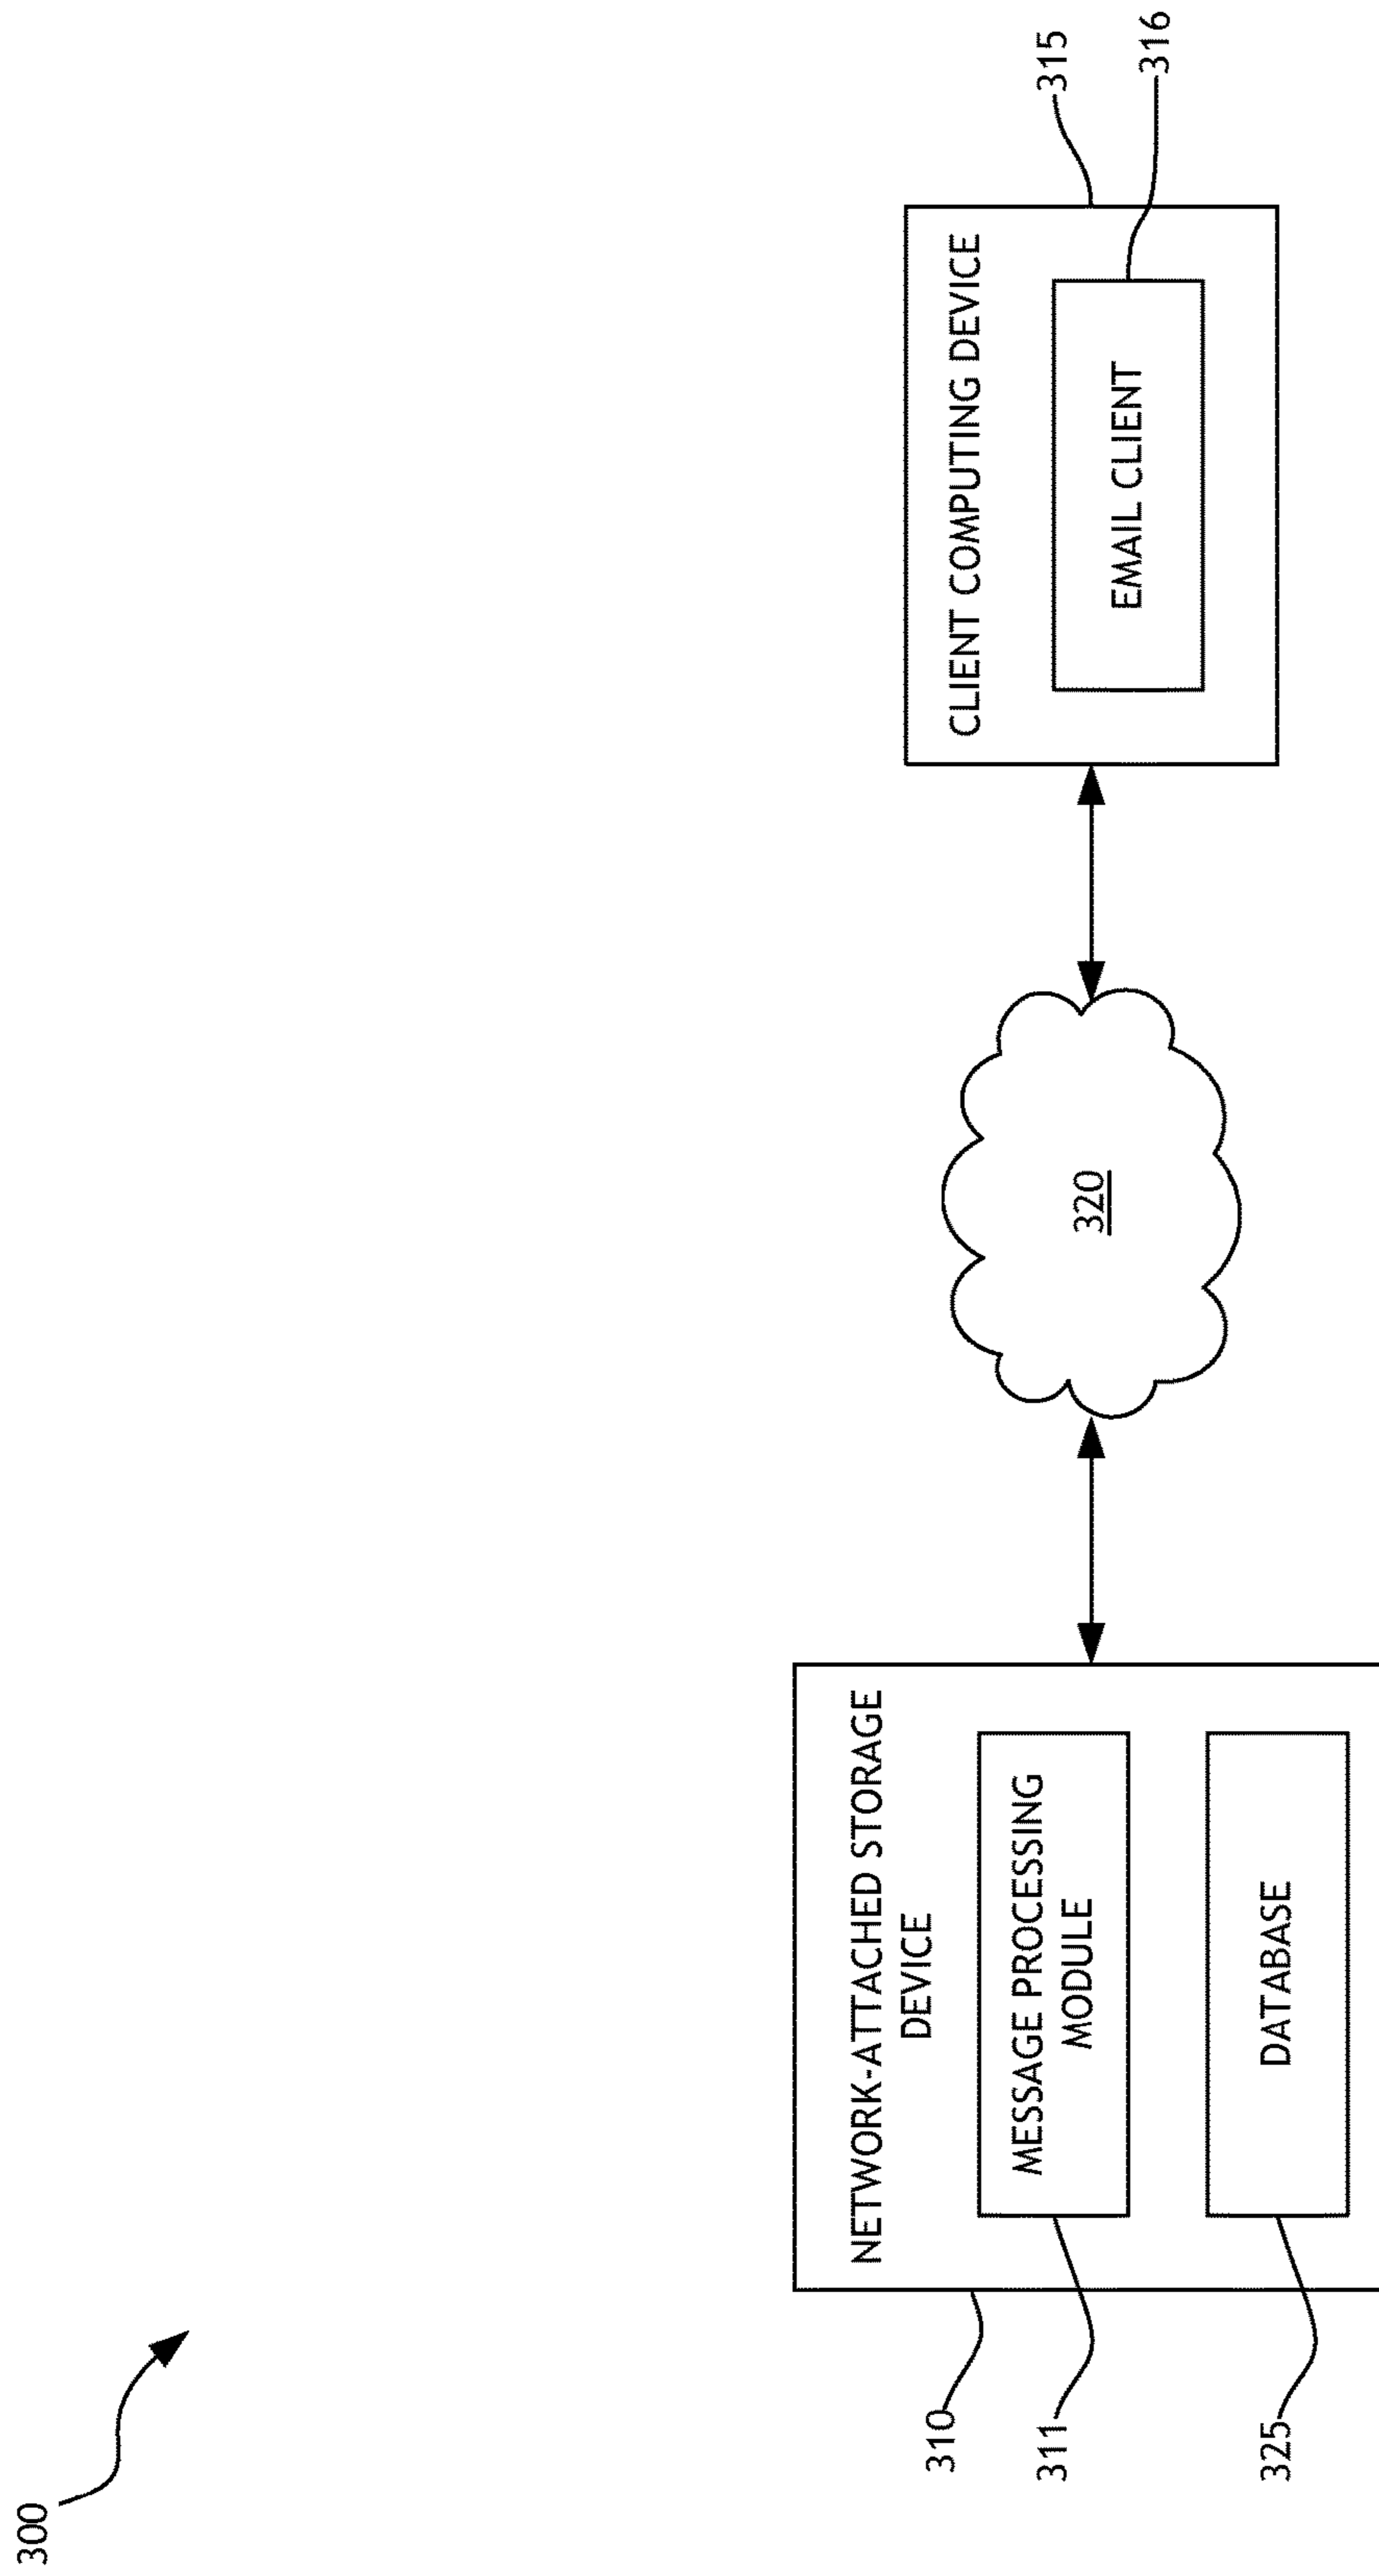 300
NETWORK-ATTACHED STORAGE
DEVICE
310
MESSAGE PROCESSING
MODULE
311
DATABASE
325
320
CLIENT COMPUTING DEVICE
315
EMAIL CLIENT
316